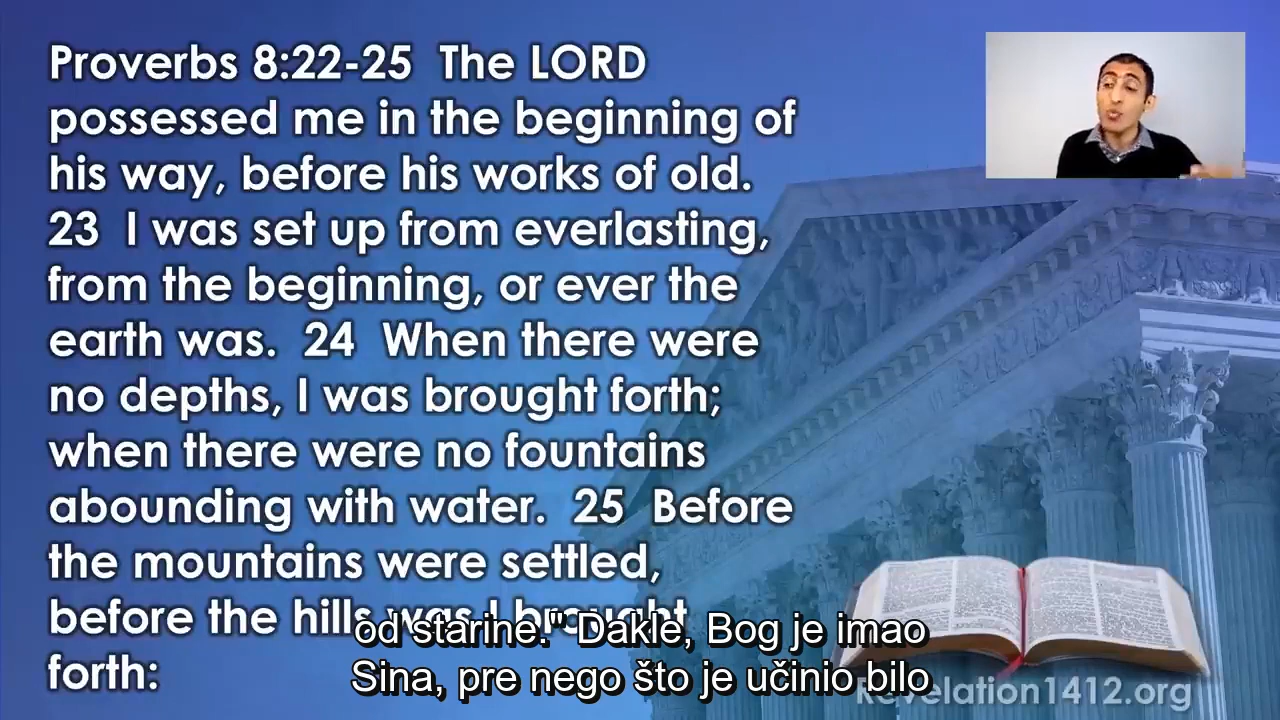 Proverbs 8:22-25  The LORD
possessed me in the beginning of
his way, before his works of old.
23  I was set up from everlasting,
from the beginning, or ever the
earth was.  24  When there were
no depths, I was brought forth;
when there were no fountains
abounding with water.  25  Before
the mountains were settled,
before the hills was I brought
forth:
od starine." Dakle, Bog je imao
Sina, pre nego što je učinio bilo
Revelation1412.org